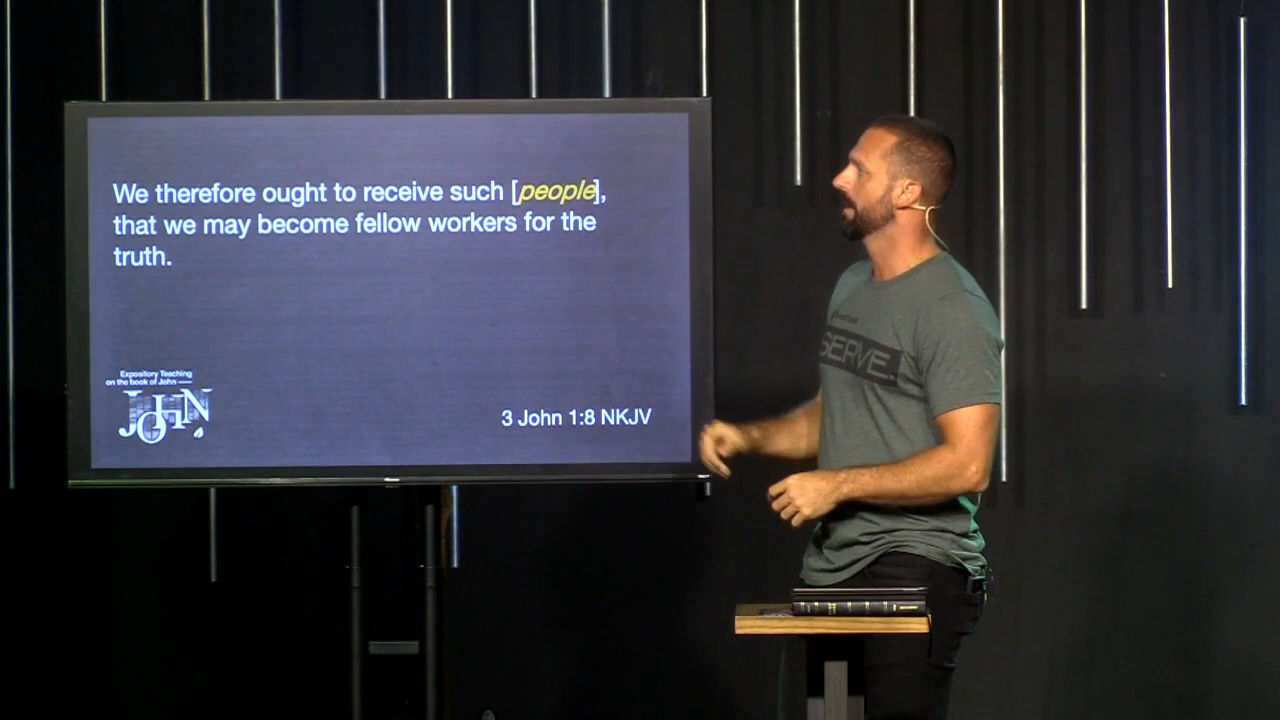 We therefore ought to receive such [people],
that we may become fellow workers for the
truth.
Expository Teaching
on the book of John
JOHN
3 John 1:8 NKJV
SERVE.